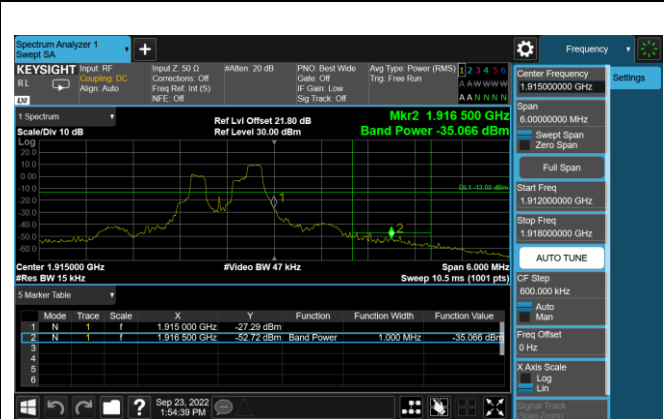 Spectrum Analyzer 1
Swept SA
Frequency
KEYSIGHT
RL
LXI
Input: RF
Coupling: DC
Align: Auto
Input Z: 50 Ω
Corrections: Off
Freq Ref: Int (S)
NFE: Off
#Atten: 20 dB
PNO: Best Wide
Gate: Off
IF Gain: Low
Sig Track: Off
Avg Type: Power (RMS)
Trig: Free Run
1 2 3 4 5 6
A A W W W W
A A N N N N
1 Spectrum
Scale/Div 10 dB
Ref Lvl Offset 21.80 dB
Ref Level 30.00 dBm
Mkr2 1.916 500 GHz
Band Power -35.066 dBm
Log
20.0
10.0
0.00
-10.0
-20.0
-30.0
-40.0
-50.0
-60.0
DL1 -13.00 dBm
1
2
Center 1.915000 GHz
#Res BW 15 kHz
#Video BW 47 kHz
Span 6.000 MHz
Sweep 10.5 ms (1001 pts)
5 Marker Table
Mode Trace Scale X Y Function Function Width Function Value
1 N 1 f 1.915 000 GHz -27.29 dBm
2 N 1 f 1.916 500 GHz -52.72 dBm Band Power 1.000 MHz -35.066 dBm
3
4
5
6
Sep 23, 2022
1:54:39 PM
Center Frequency
1.915000000 GHz
Settings
Span
6.00000000 MHz
Swept Span
Zero Span
Full Span
Start Freq
1.912000000 GHz
Stop Freq
1.918000000 GHz
AUTO TUNE
CF Step
600.000 kHz
Auto
Man
Freq Offset
0 Hz
X Axis Scale
Log
Lin
Signal Track
(Span Zoom)